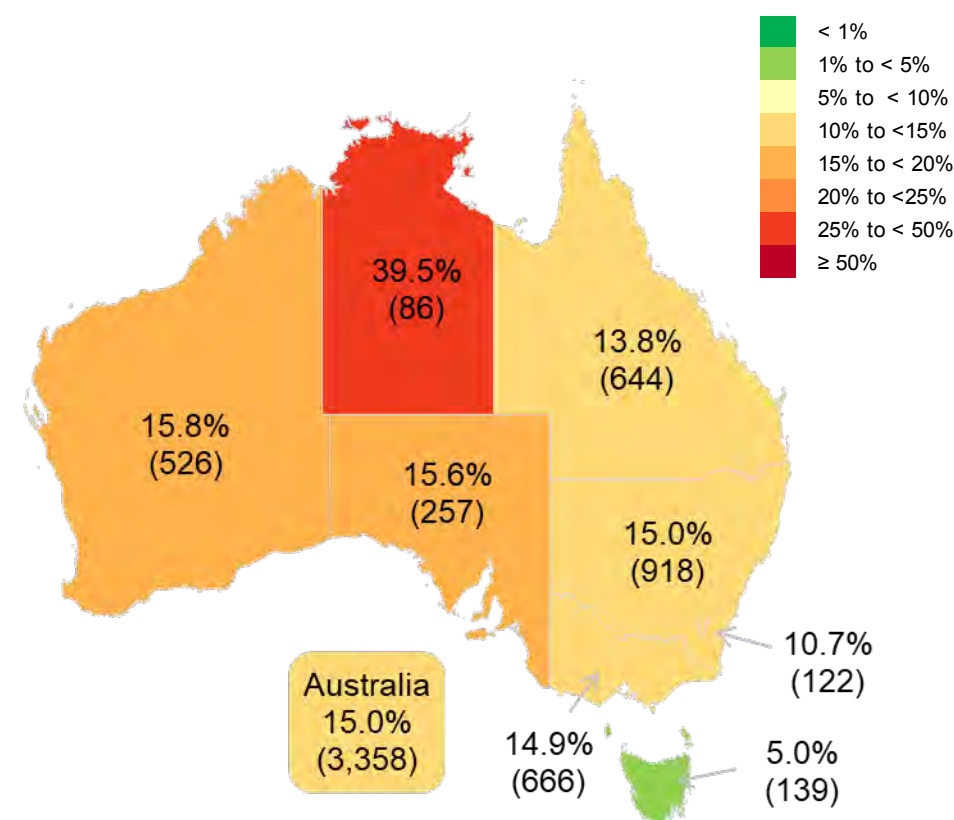 < 1%
1% to < 5%
5% to  < 10%
10% to <15%
15% to < 20%
20% to <25%
25% to < 50%
≥ 50%
39.5%
(86)
13.8%
(644)
15.8%
(526)
15.6%
(257)
15.0%
(918)
10.7%
(122)
Australia
15.0%
(3,358)
14.9%
(666)
5.0%
(139)